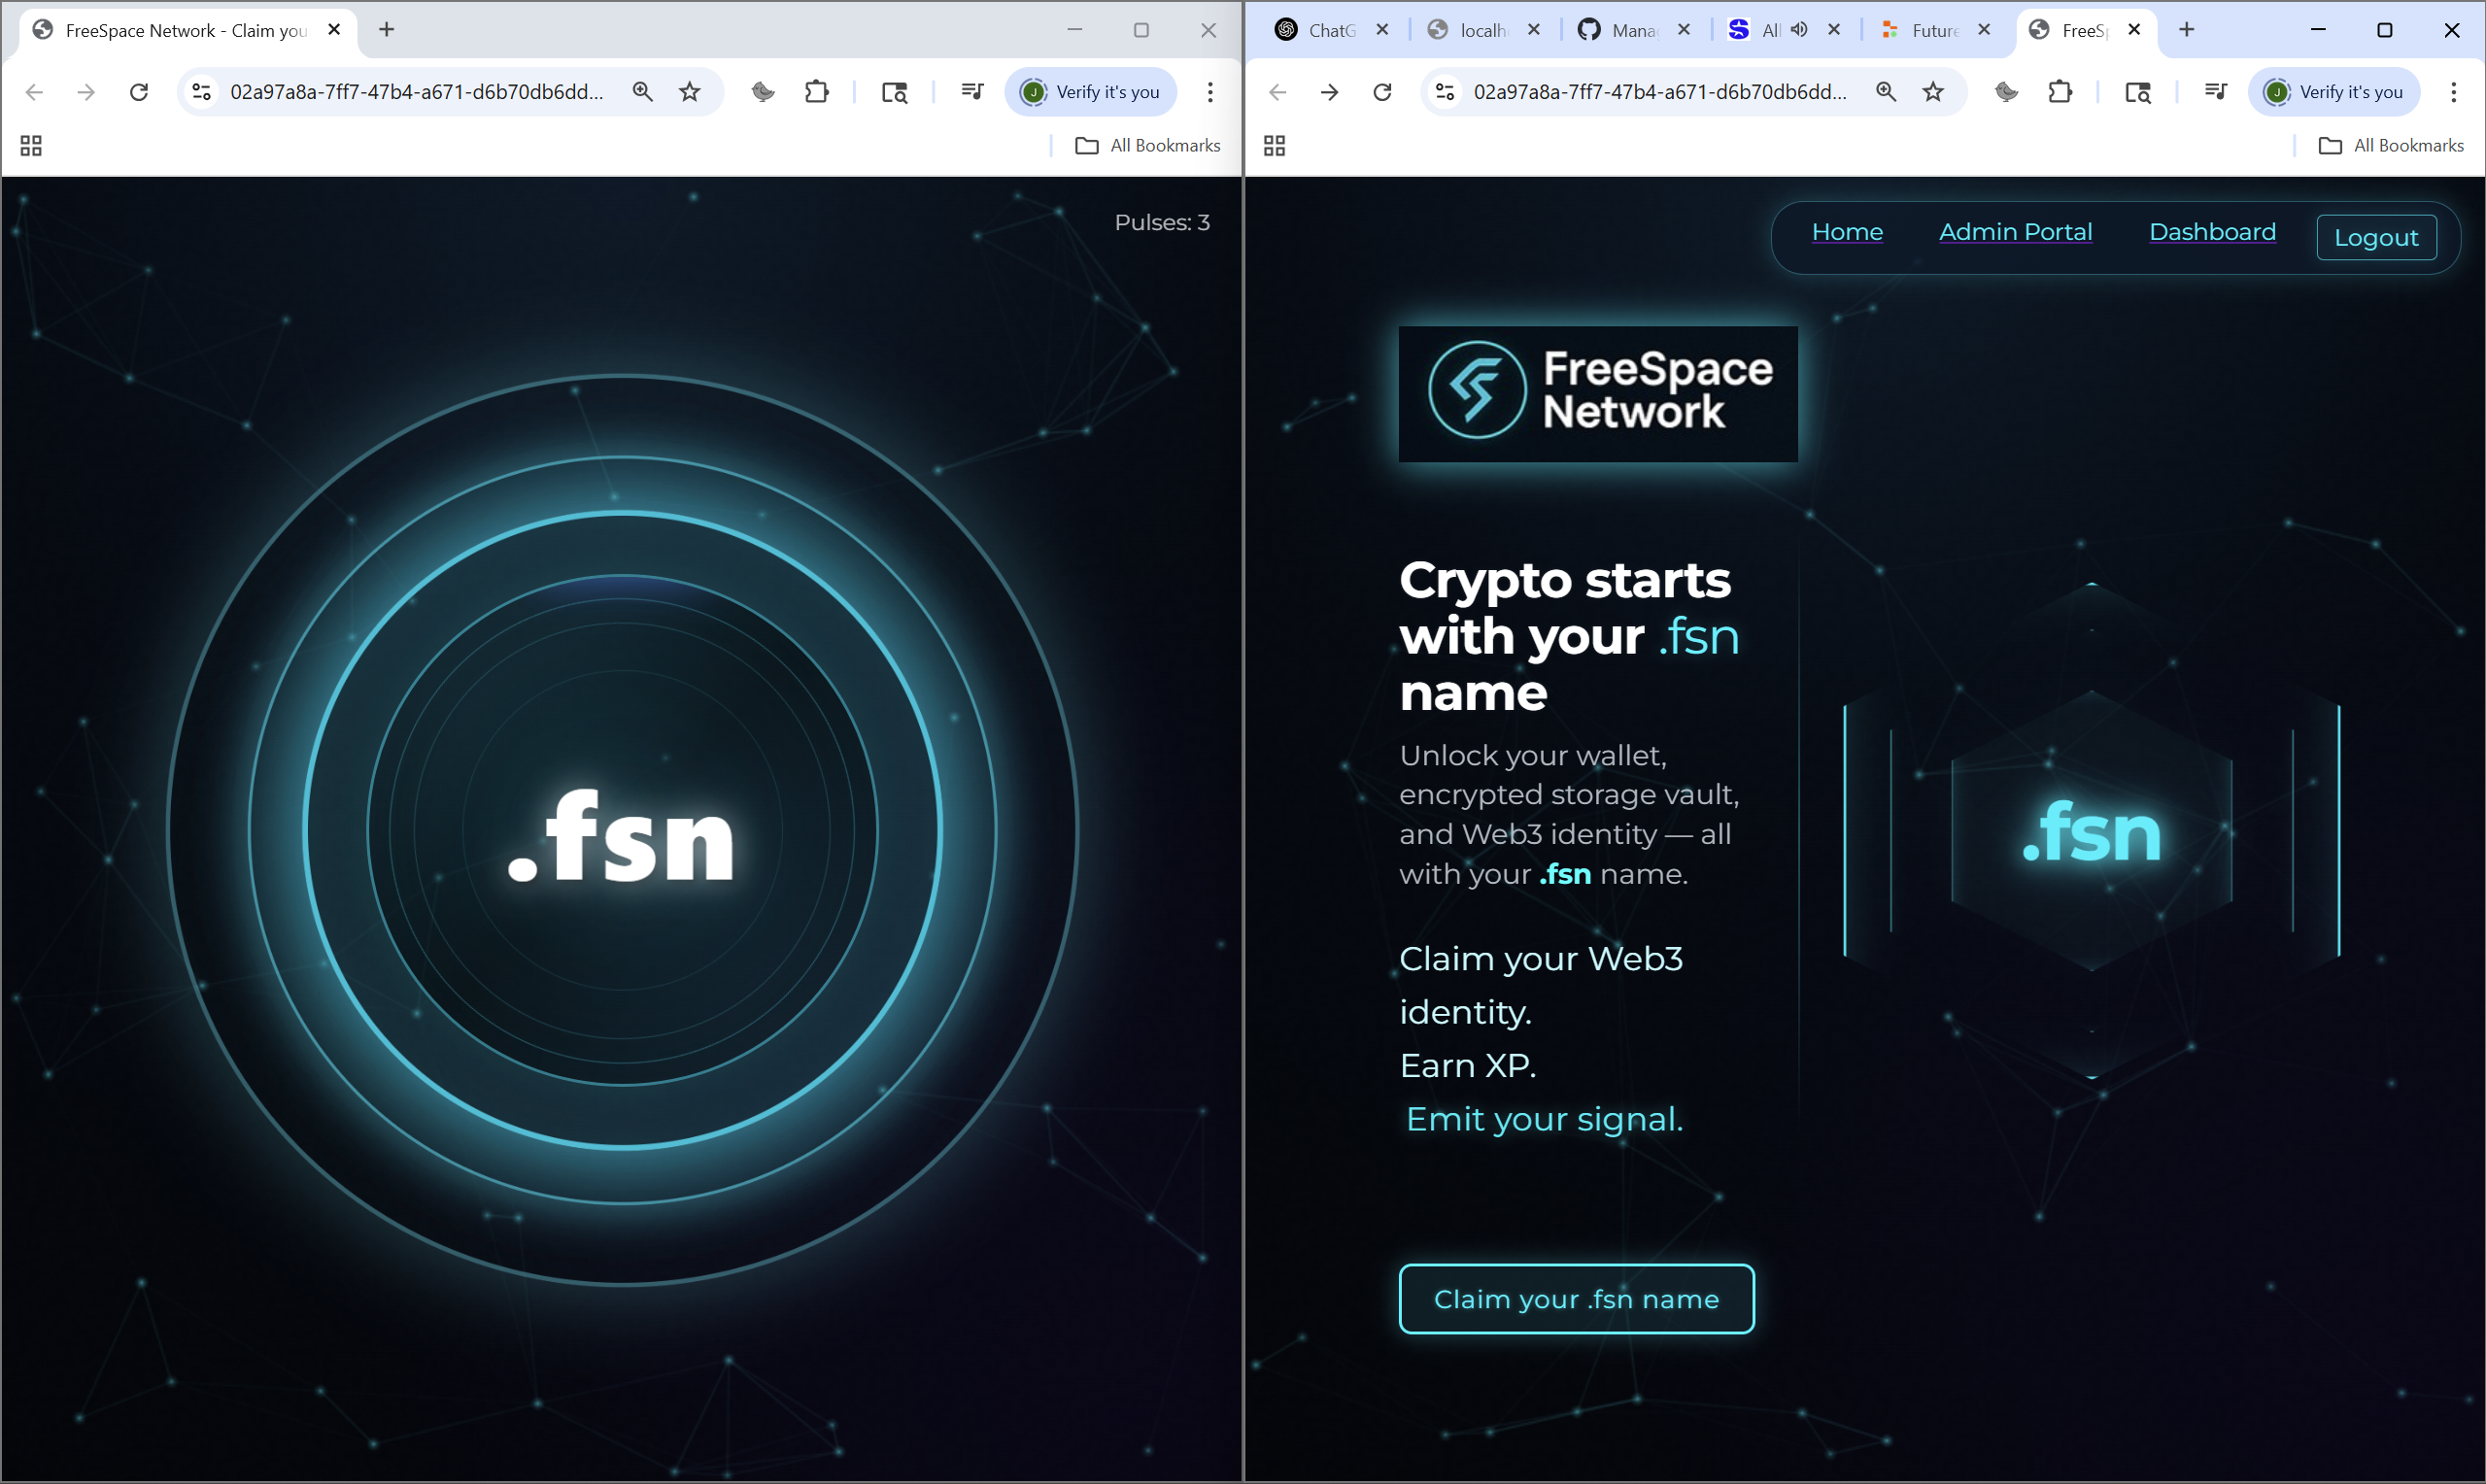 FreeSpace Network - Claim you
02a97a8a-7ff7-47b4-a671-d6b70db6dd...
Verify it's you
All Bookmarks
Pulses: 3
.fsn
ChatG
localh
Mana
All
Future
FreeSp
02a97a8a-7ff7-47b4-a671-d6b70db6dd...
J
Verify it's you
All Bookmarks
Home
Admin Portal
Dashboard
Logout
FreeSpace
Network
Crypto starts
with your .fsn
name
Unlock your wallet,
encrypted storage vault,
and Web3 identity — all
with your .fsn name.
Claim your Web3
identity.
Earn XP.
Emit your signal.
Claim your .fsn name
.fsn